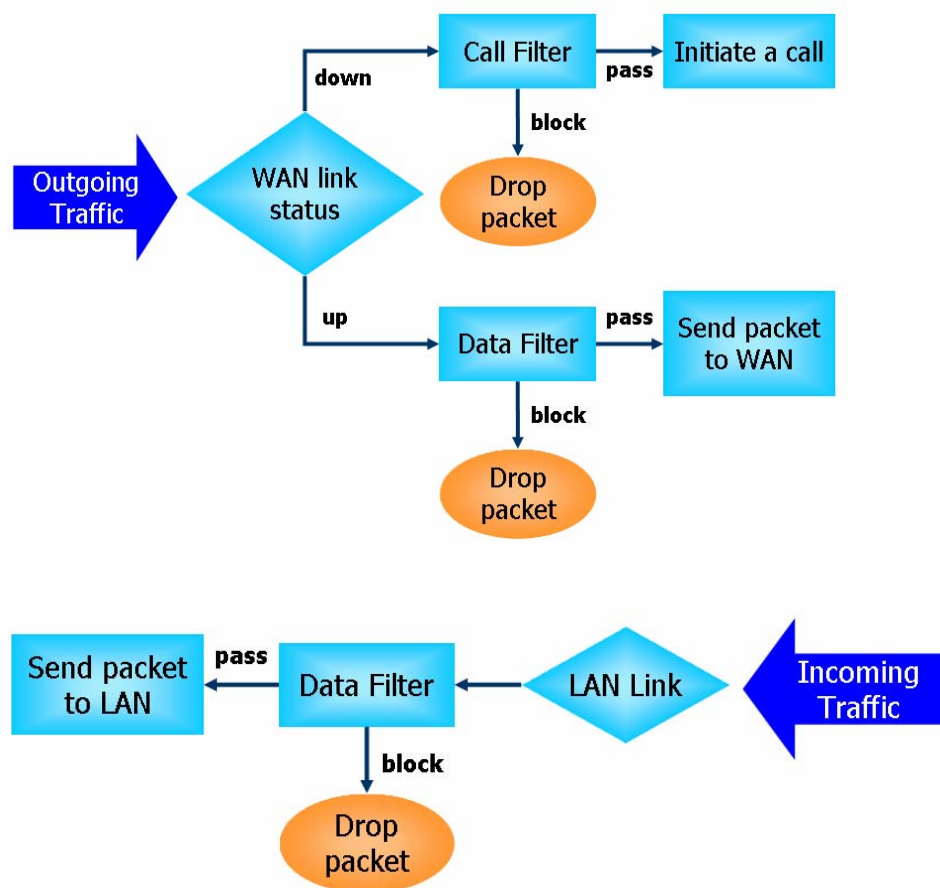 Outgoing
Traffic
WAN link
status
down
Call Filter
pass
Initiate a call
block
Drop
packet
up
Data Filter
pass
Send packet
to WAN
block
Drop
packet
Incoming
Traffic
LAN Link
Data Filter
pass
Send packet
to LAN
block
Drop
packet